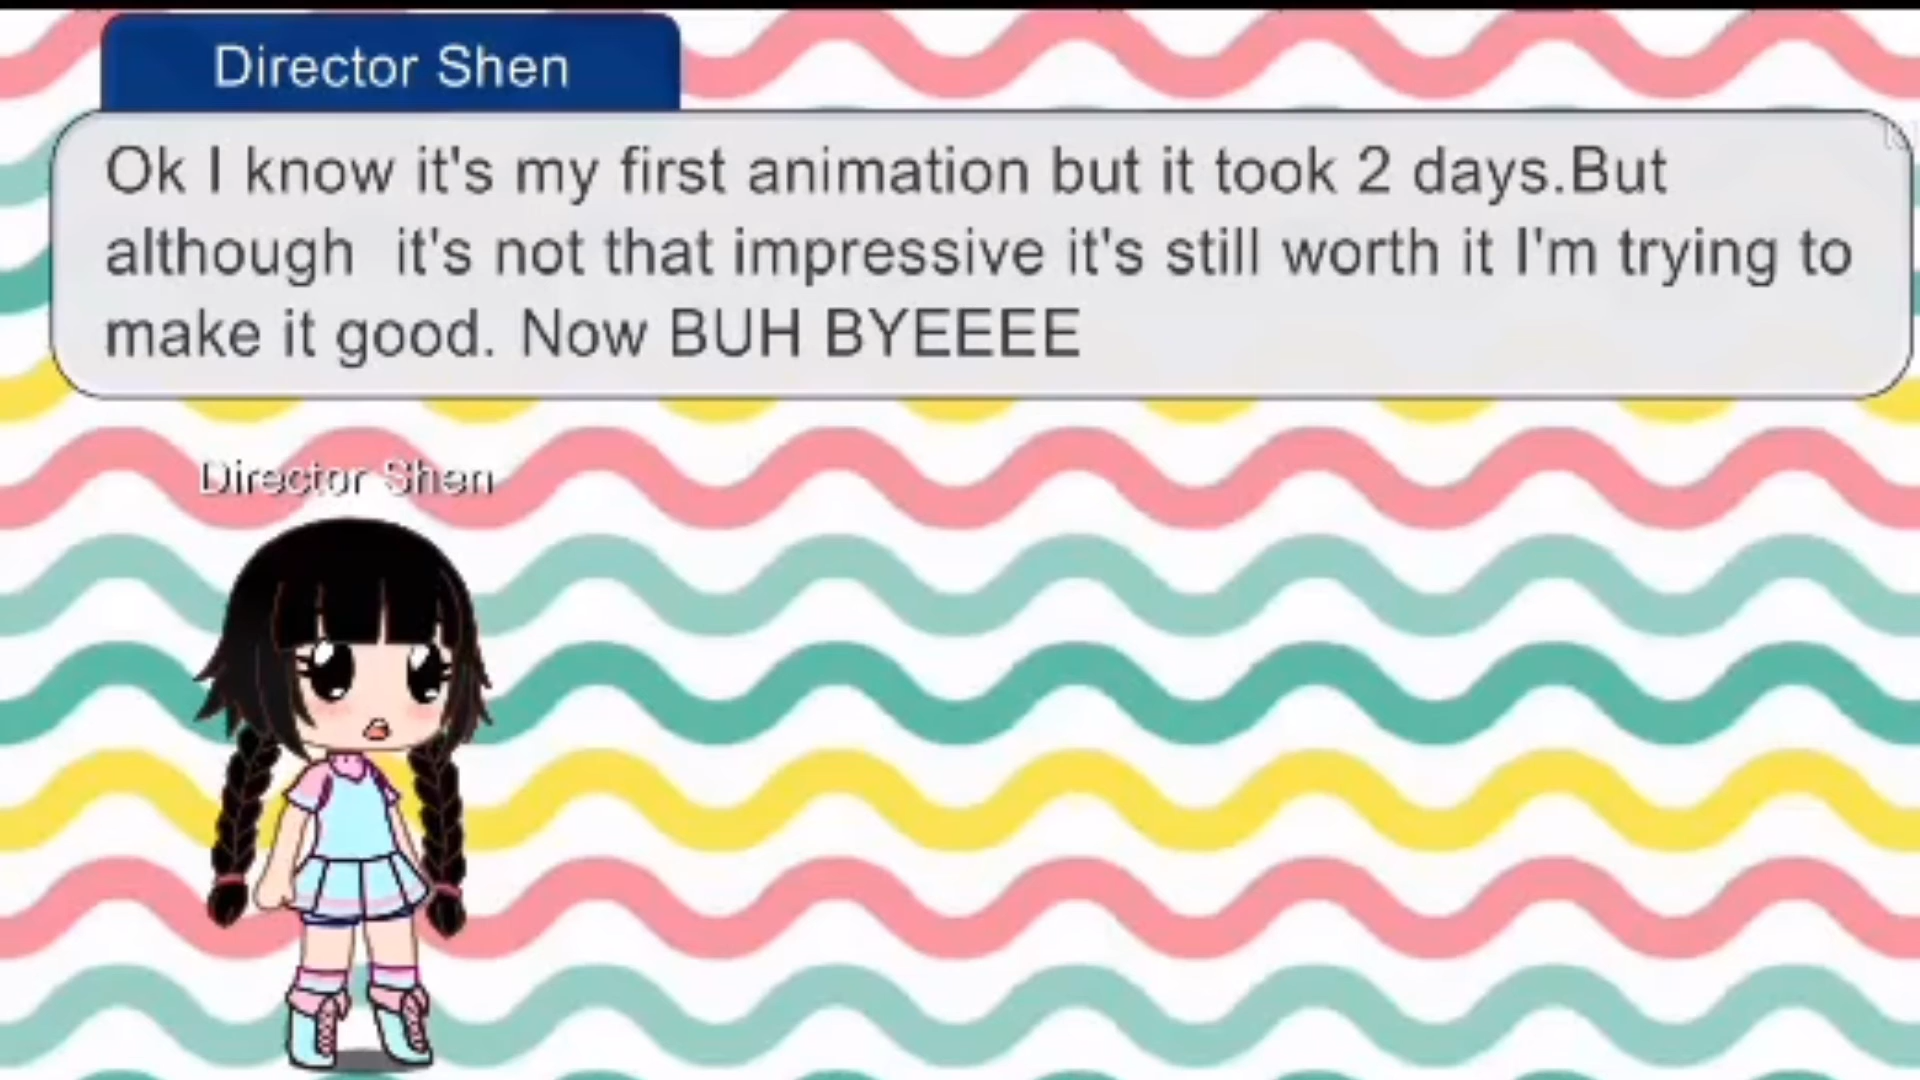 Director Shen
Ok I know it's my first animation but it took 2 days.But
although  it's not that impressive it's still worth it I'm trying to
make it good. Now BUH BYEEEE
Director Shen